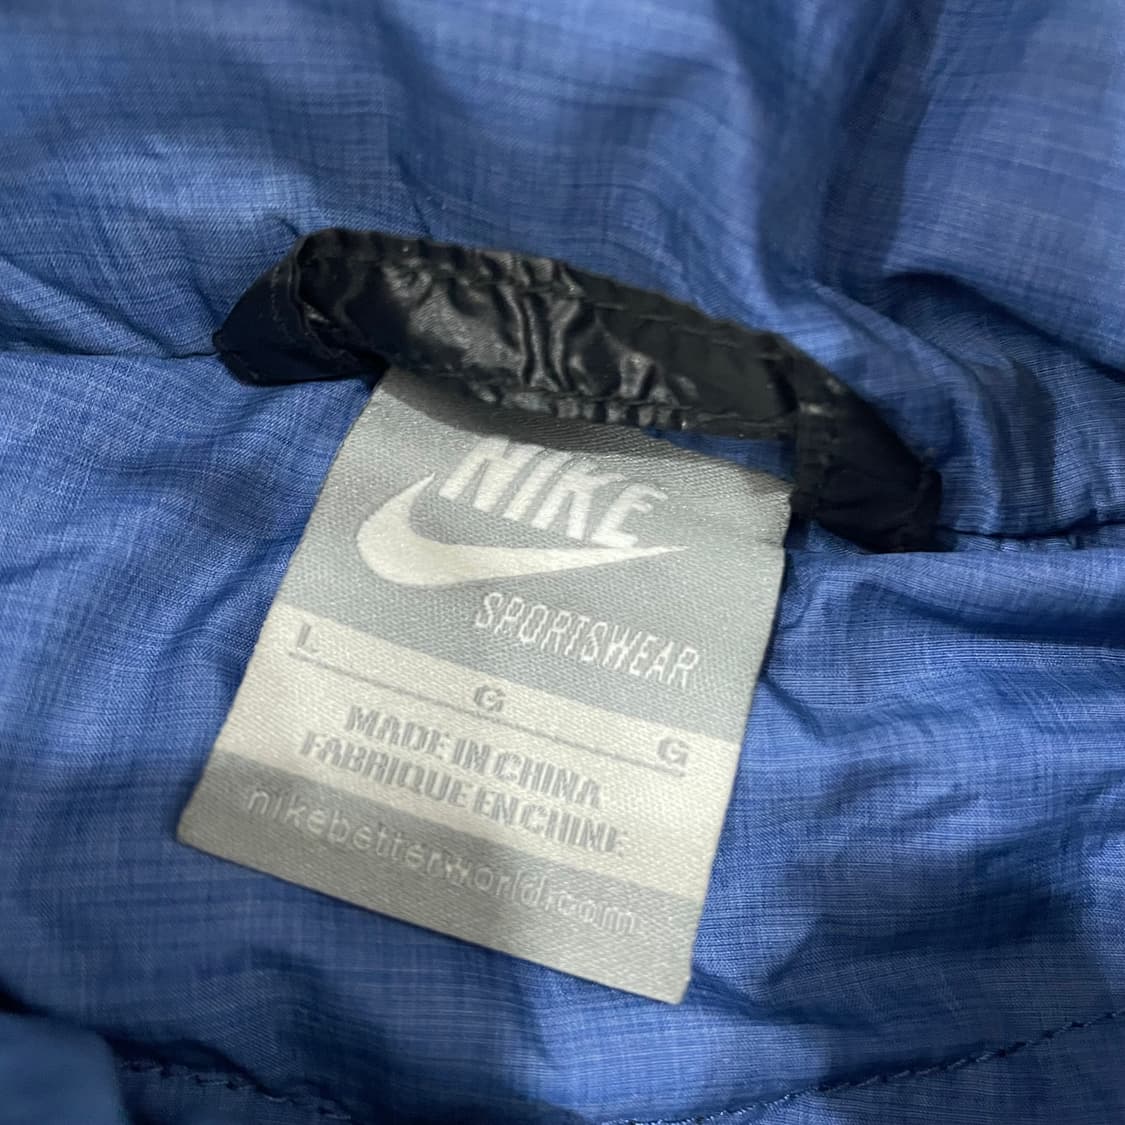 NIKE
SPORTSWEAR
L G G
MADE IN CHINA
FABRIQUE EN CHINE
nikebetterworld.com